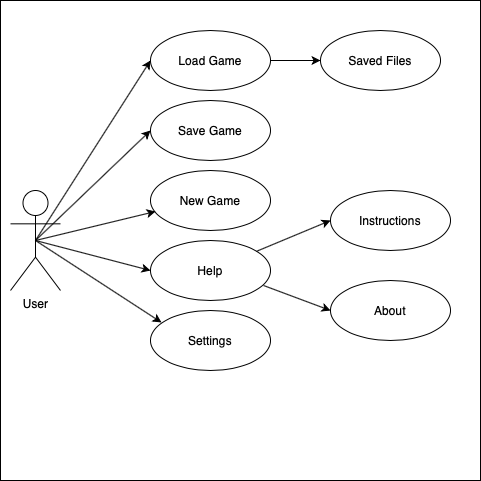 Load Game
Saved Files
Save Game
New Game
Instructions
Help
User
About
Settings